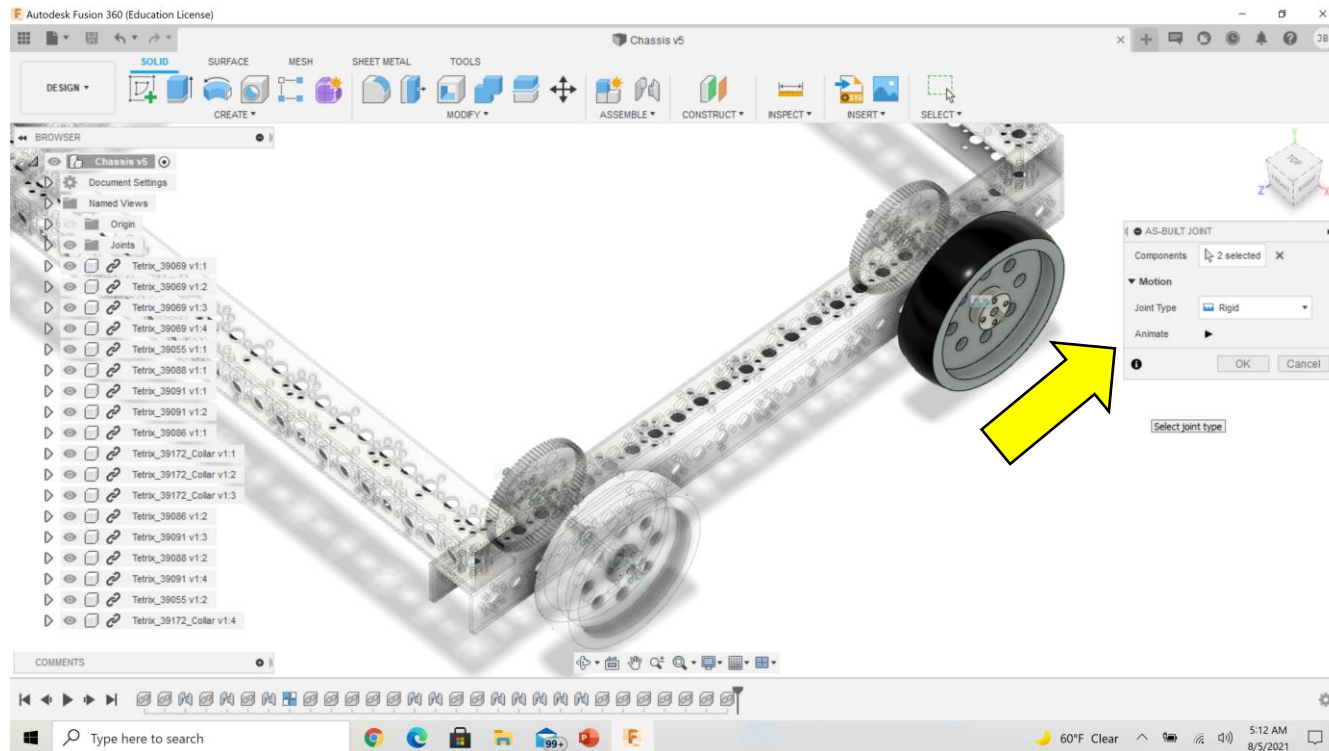 Autodesk Fusion 360 (Education License)
Chassis v5
JB
SOLID SURFACE MESH SHEET METAL TOOLS
DESIGN
CREATE MODIFY ASSEMBLE CONSTRUCT INSPECT INSERT SELECT
BROWSER
Chassis v5
Document Settings
Named Views
Origin
Joints
Tetrix_39069 v1:1
Tetrix_39069 v1:2
Tetrix_39069 v1:3
Tetrix_39069 v1:4
Tetrix_39055 v1:1
Tetrix_39088 v1:1
Tetrix_39091 v1:1
Tetrix_39091 v1:2
Tetrix_39086 v1:1
Tetrix_39172_Collar v1:1
Tetrix_39172_Collar v1:2
Tetrix_39172_Collar v1:3
Tetrix_39086 v1:2
Tetrix_39091 v1:3
Tetrix_39088 v1:2
Tetrix_39091 v1:4
Tetrix_39055 v1:2
Tetrix_39172_Collar v1:4
TOP
Y
Z
X
AS-BUILT JOINT
Components 2 selected
Motion
Joint Type Rigid
Animate
OK Cancel
Select joint type
COMMENTS
Type here to search
99+
60°F Clear
5:12 AM
8/5/2021